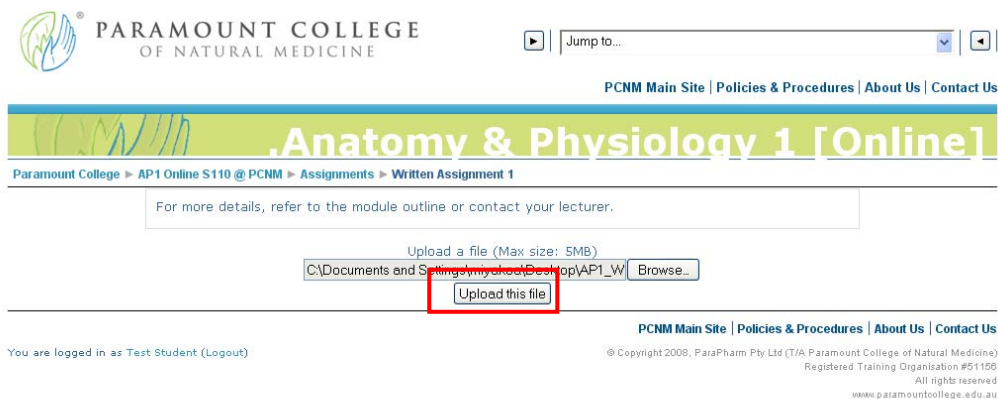 PARAMOUNT COLLEGE
OF NATURAL MEDICINE
Jump to...
PCNM Main Site | Policies & Procedures | About Us | Contact Us
.Anatomy & Physiology 1 [Online]
Paramount College ► AP1 Online S110 @ PCNM ► Assignments ► Written Assignment 1
For more details, refer to the module outline or contact your lecturer.
Upload a file (Max size: 5MB)
C:\Documents and Settings\miyakod\Desktop\AP1_W Browse...
Upload this file
PCNM Main Site | Policies & Procedures | About Us | Contact Us
You are logged in as Test Student (Logout)
© Copyright 2008, ParaPharm Pty Ltd (T/A Paramount College of Natural Medicine)
Registered Training Organisation #51156
All rights reserved
www.paramountcollege.edu.au